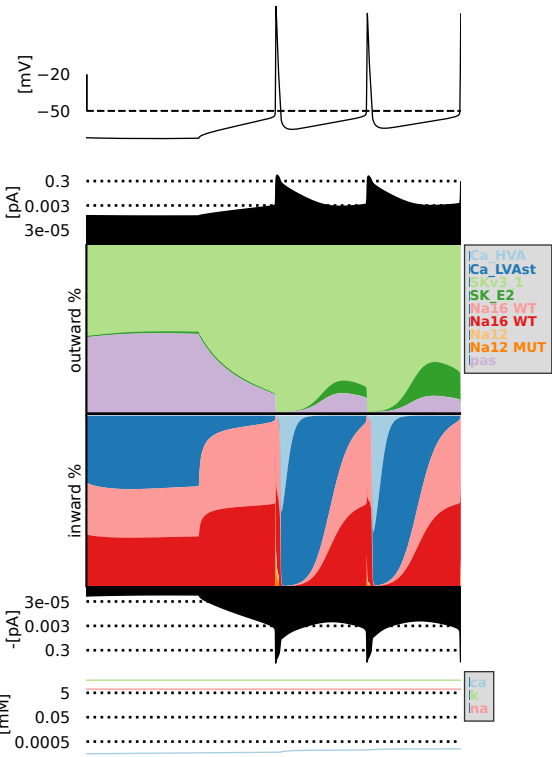 [mV]
−20
−50
[pA]
0.3
0.003
3e-05
outward %
Ca_HVA
Ca_LVAst
SKv3_1
SK_E2
Na16 WT
Na16 WT
Na12
Na12 MUT
pas
inward %
-[pA]
3e-05
0.003
0.3
[mM]
5
0.05
0.0005
ca
k
na